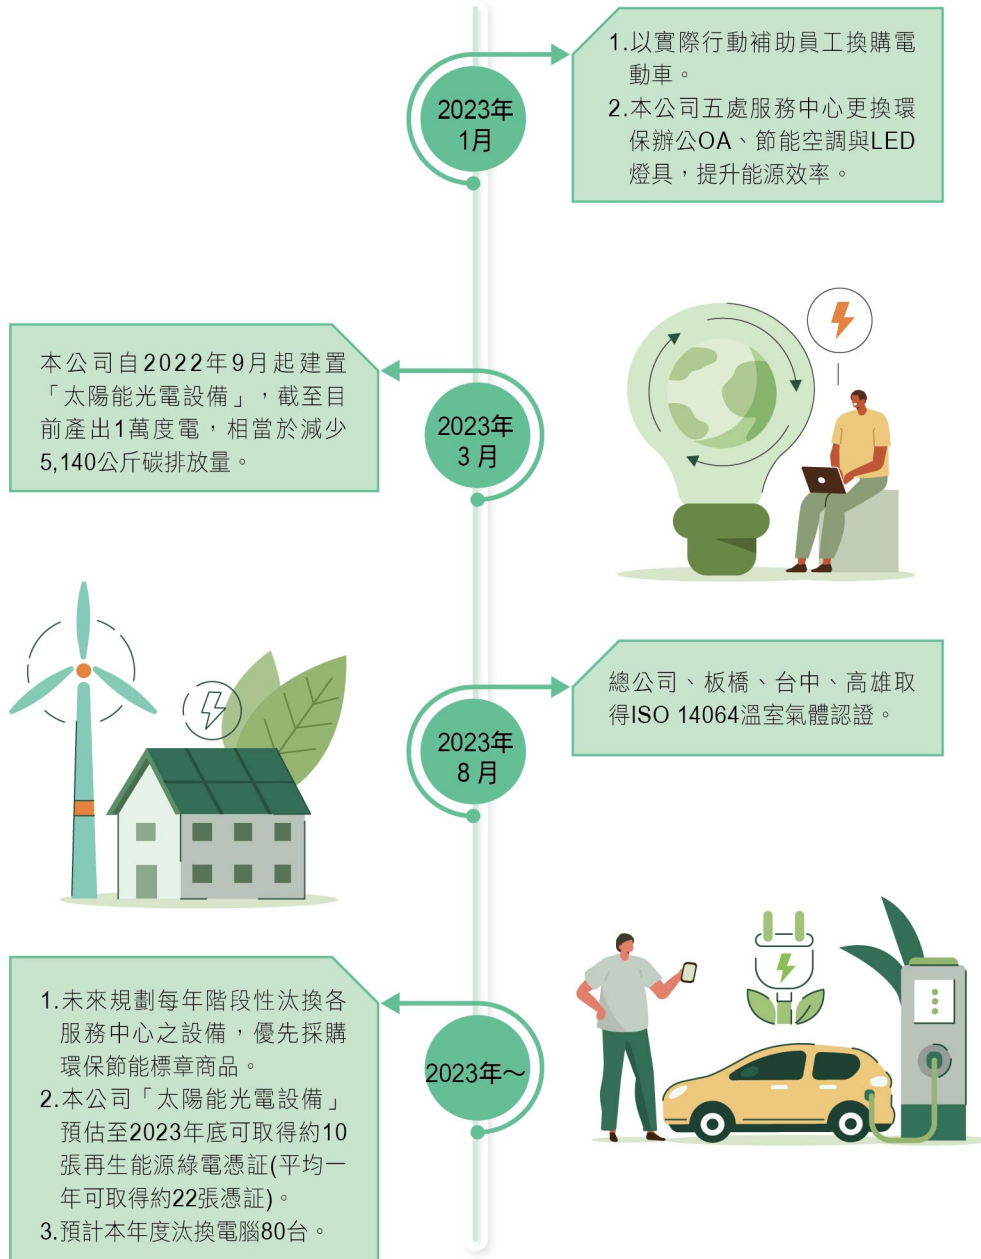 2023年
1月
1.以實際行動補助員工換購電
動車。
2.本公司五處服務中心更換環
保辦公OA、節能空調與LED
燈具，提升能源效率。
2023年
3 月
本公司自2022年9月起建置
「太陽能光電設備」，截至目
前產出1萬度電，相當於減少
5,140公斤碳排放量。
2023年
8 月
總公司、板橋、台中、高雄取
得ISO 14064溫室氣體認證。
2023年～
1.未來規劃每年階段性汰換各
服務中心之設備，優先採購
環保節能標章商品。
2.本公司「太陽能光電設備」
預估至2023年底可取得約10
張再生能源綠電憑証(平均一
年可取得約22張憑証)。
3.預計本年度汰換電腦80台。